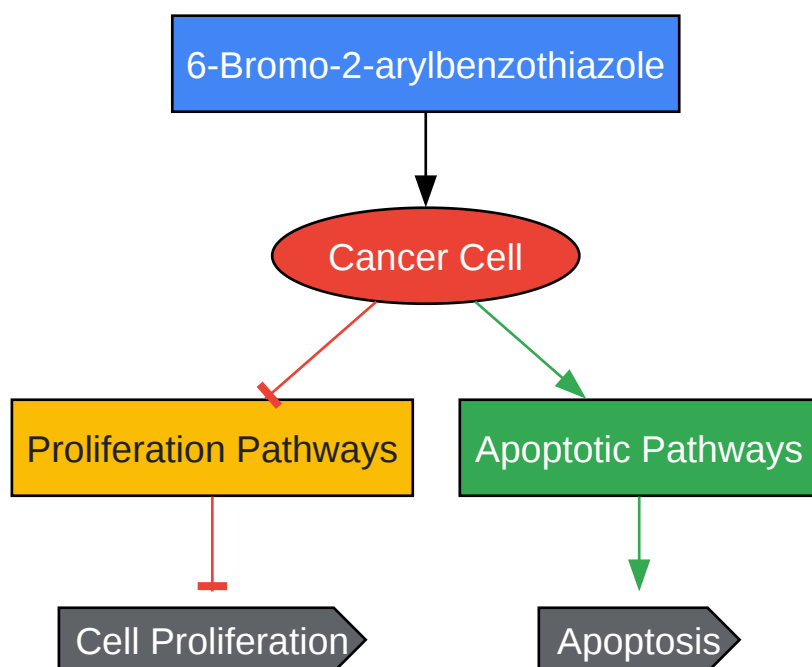 6-Bromo-2-arylbenzothiazole
Cancer Cell
Proliferation Pathways
Apoptotic Pathways
Cell Proliferation
Apoptosis